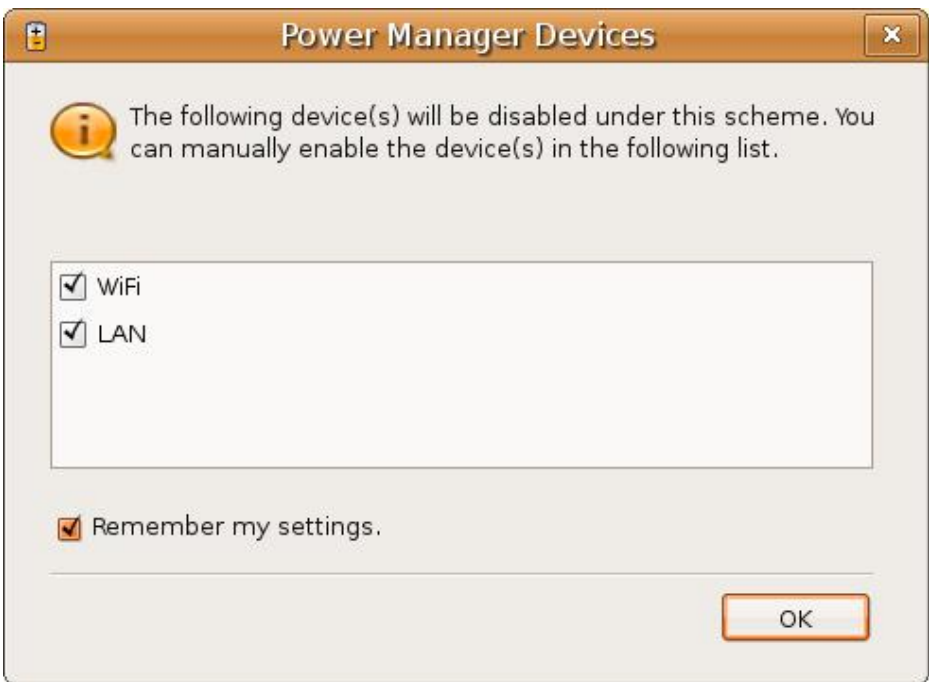 Power Manager Devices
The following device(s) will be disabled under this scheme. You
can manually enable the device(s) in the following list.
WiFi
LAN
Remember my settings.
OK